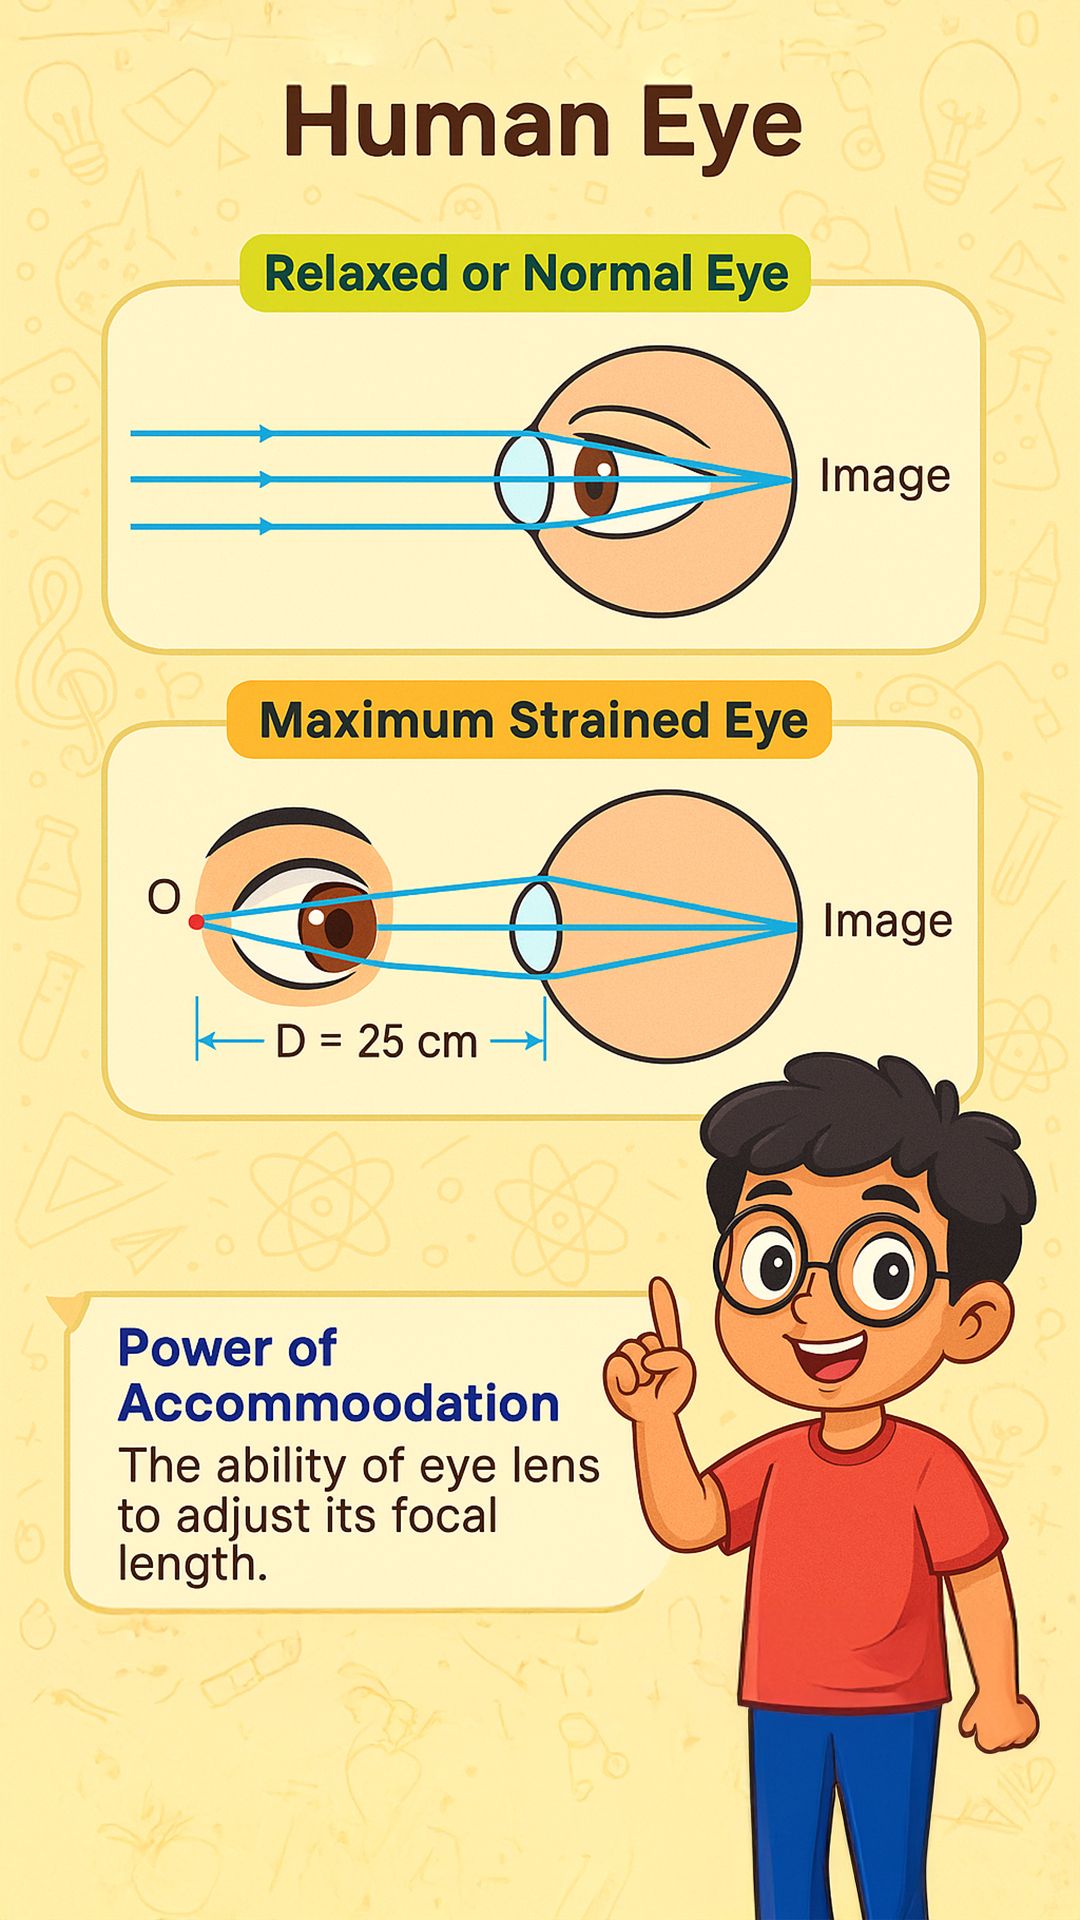 Human Eye
Relaxed or Normal Eye
Image
Maximum Strained Eye
O
Image
D = 25 cm
Power of
Accommoodation
The ability of eye lens
to adjust its focal
length.